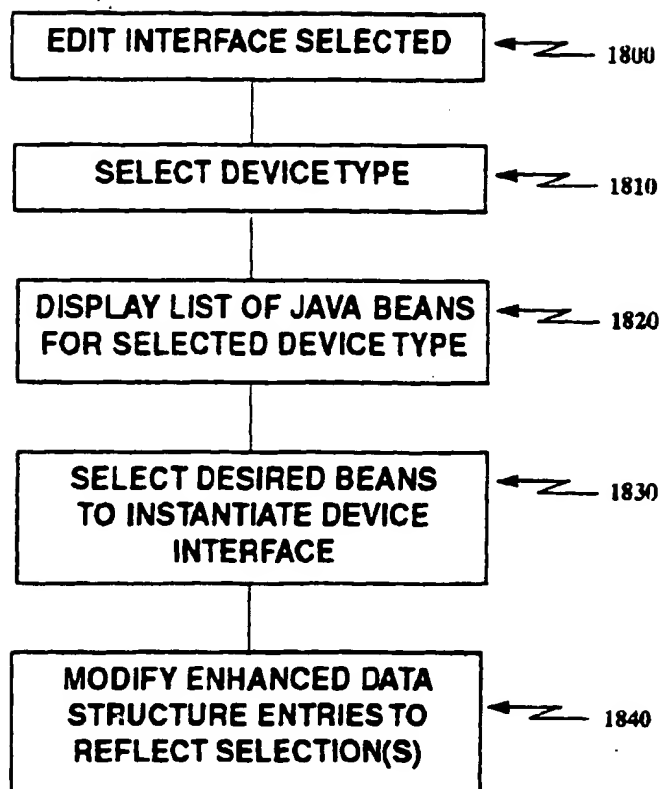 EDIT INTERFACE SELECTED
1800
SELECT DEVICE TYPE
1810
DISPLAY LIST OF JAVA BEANS
FOR SELECTED DEVICE TYPE
1820
SELECT DESIRED BEANS
TO INSTANTIATE DEVICE
INTERFACE
1830
MODIFY ENHANCED DATA
STRUCTURE ENTRIES TO
REFLECT SELECTION(S)
1840